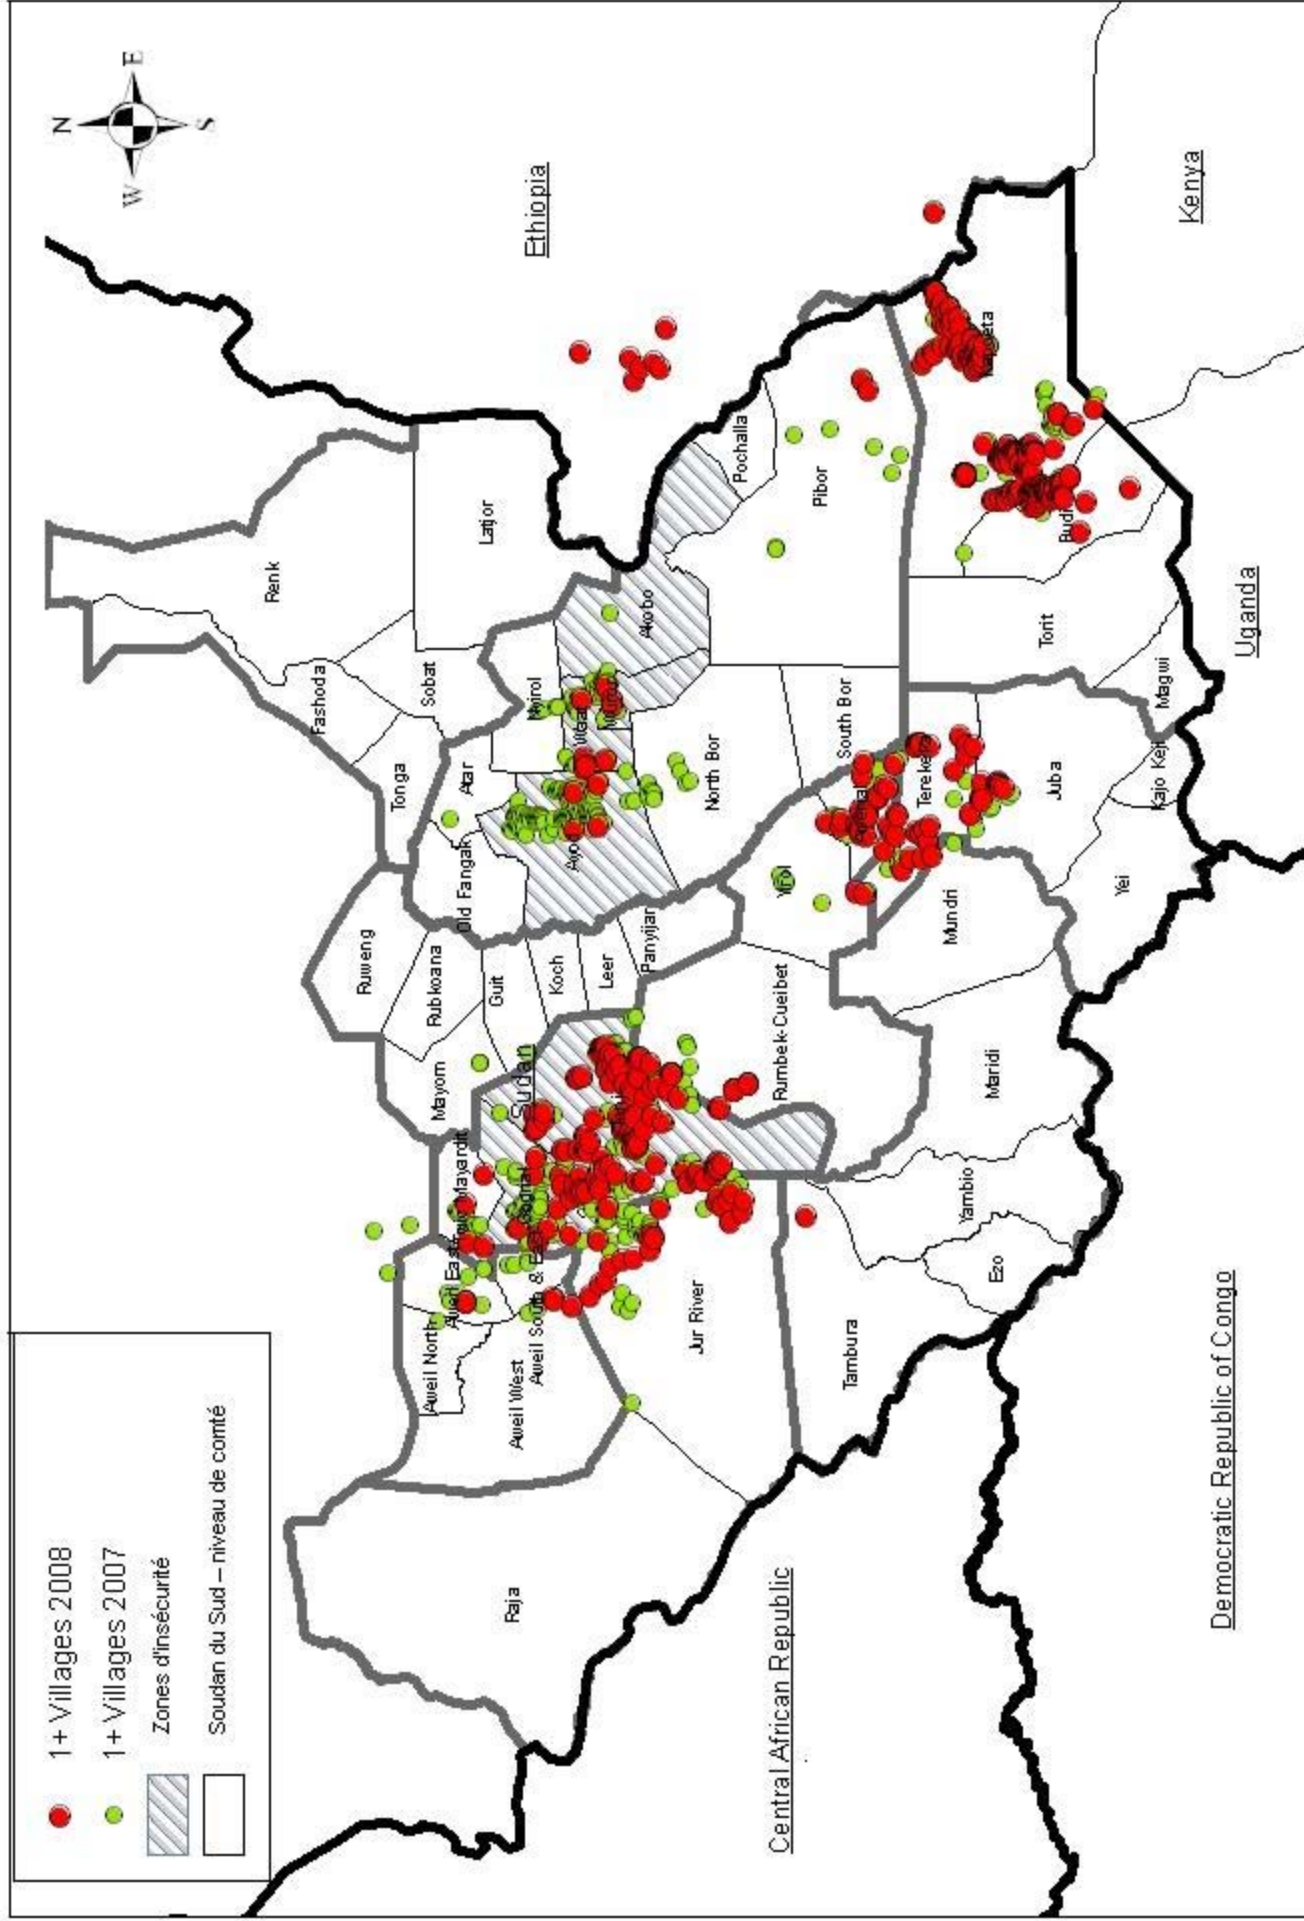 1+ Villages 2008
1+ Villages 2007
Zones d'insécurité
Soudan du Sud – niveau de comté
N
W
E
S
Ethiopia
Kenya
Uganda
Democratic Republic of Congo
Central African Republic
Sudan
Renk
Fashoda
Sobat
Tonga
Latjor
Atar
Old Fangak
Ruweng
Rubkoana
Guit
Koch
Leer
Panyijar
Mayom
Aweil North
Aweil East
Aweil West
Aweil South & East
Raja
Jur River
Tambura
Ezo
Yambio
Maridi
Mundri
Rumbek-Cueibet
Yirol
North Bor
South Bor
Akobo
Pochalla
Pibor
Terekeka
Juba
Yei
Kajo Keji
Magwi
Torit